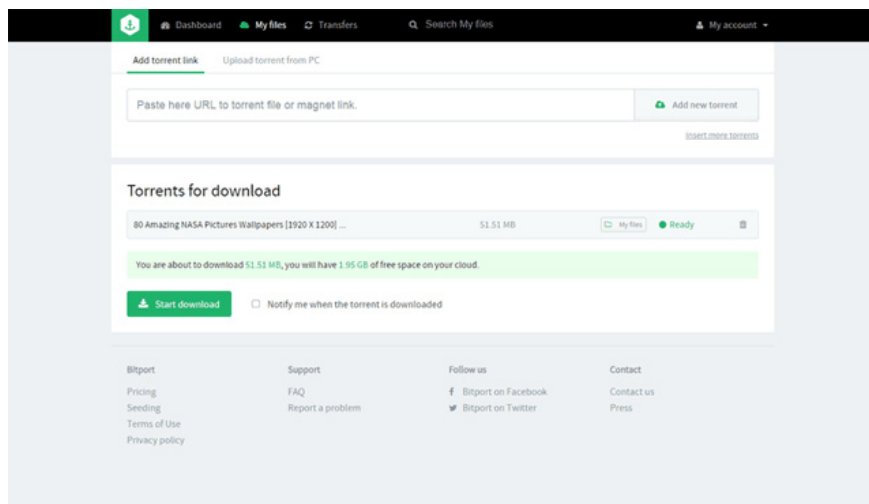 Dashboard My files Transfers Search My files My account
Add torrent link Upload torrent from PC
Paste here URL to torrent file or magnet link. Add new torrent
Insert more torrents
Torrents for download
80 Amazing NASA Pictures Wallpapers [1920 X 1200] ... 51.51 MB My files Ready
You are about to download 51.51 MB, you will have 1.95 GB of free space on your cloud.
Start download Notify me when the torrent is downloaded
Bitport Support Follow us Contact
Pricing FAQ Bitport on Facebook Contact us
Seeding Report a problem Bitport on Twitter Press
Terms of Use
Privacy policy